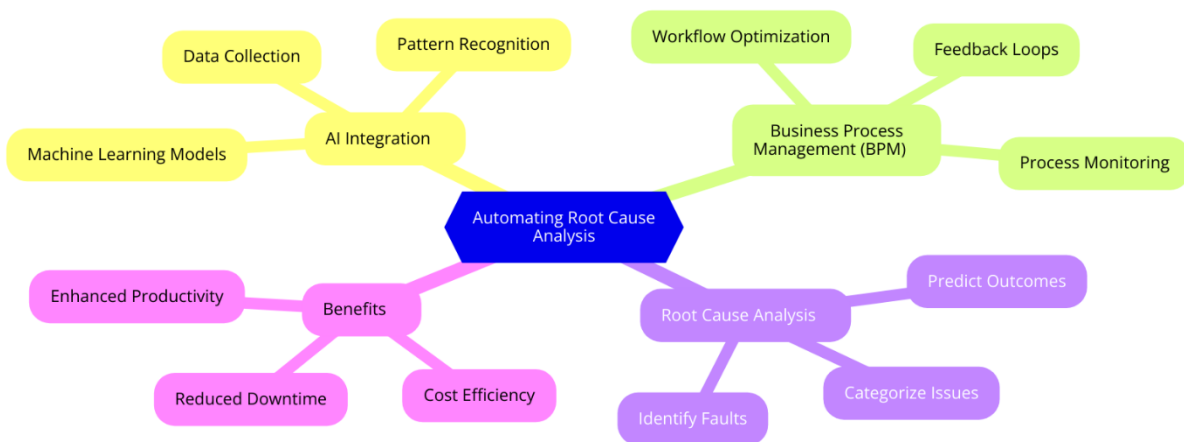 Automating Root Cause
Analysis
AI Integration
Machine Learning Models
Data Collection
Pattern Recognition
Business Process
Management (BPM)
Workflow Optimization
Feedback Loops
Process Monitoring
Benefits
Enhanced Productivity
Reduced Downtime
Cost Efficiency
Root Cause Analysis
Predict Outcomes
Categorize Issues
Identify Faults